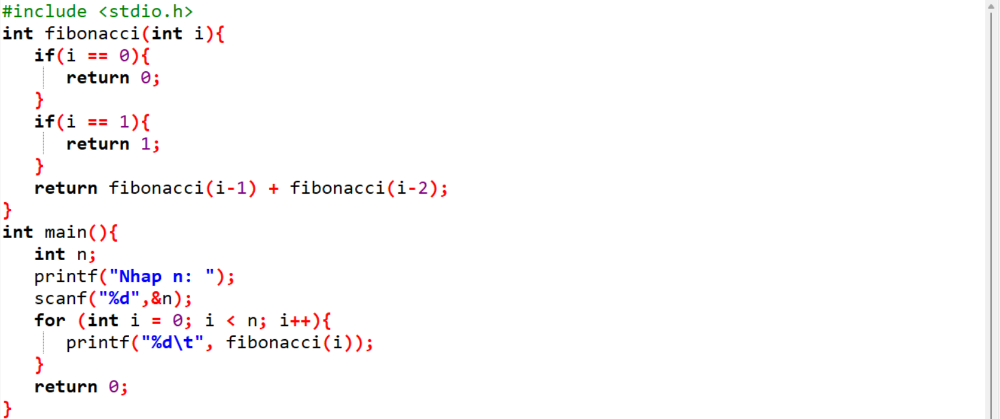 #include <stdio.h>
int fibonacci(int i){
   if(i == 0){
      return 0;
   }
   if(i == 1){
      return 1;
   }
   return fibonacci(i-1) + fibonacci(i-2);
}
int main(){
   int n;
   printf("Nhap n: ");
   scanf("%d",&n);
   for (int i = 0; i < n; i++){
      printf("%d\t", fibonacci(i));
   }
   return 0;
}